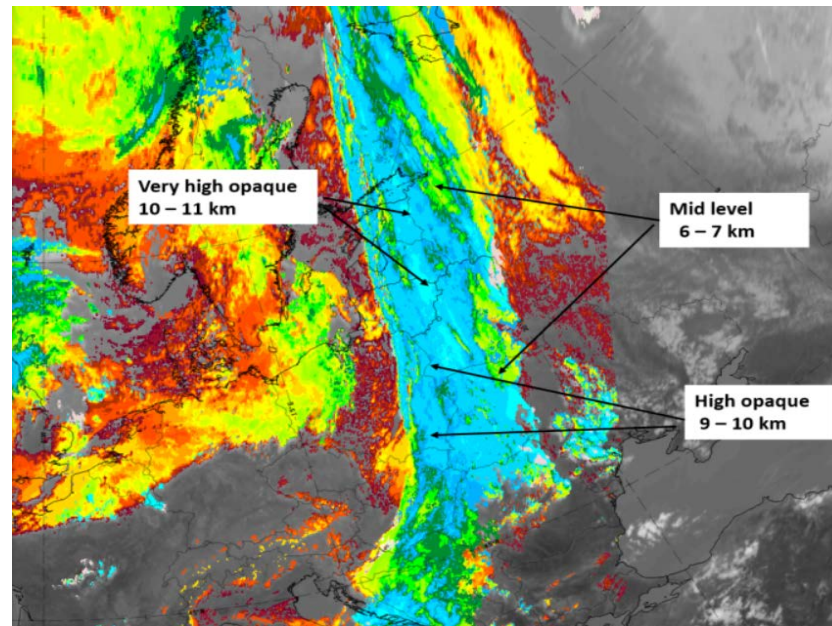 Very high opaque
10 – 11 km
Mid level
6 – 7 km
High opaque
9 – 10 km